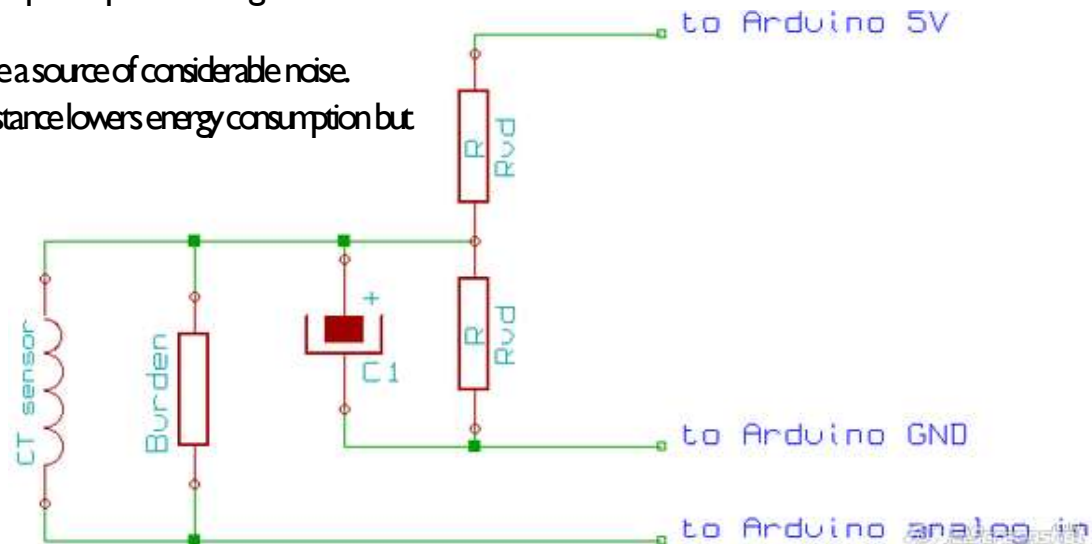 to Arduino 5V
e a source of considerable noise.
stance lowers energy consumption but
R
Rvd
R
Rvd
+
C1
CT sensor
Burden
to Arduino GND
to Arduino analog in